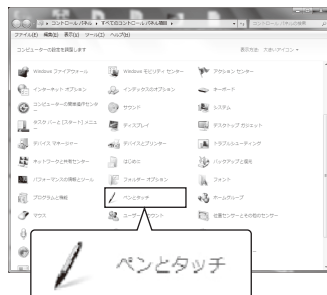 コントロール パネル ▸ すべてのコントロール パネル項目 ▸
コントロール パネルの検索
ファイル(F) 編集(E) 表示(V) ツール(T) ヘルプ(H)
コンピューターの設定を調整します
表示方法: 大きいアイコン
Windows ファイアウォール
Windows モビリティ センター
アクション センター
インターネット オプション
インデックスのオプション
キーボード
コンピューターの簡単操作センター
サウンド
システム
タスク バーと [スタート] メニュー
ディスプレイ
デスクトップ ガジェット
デバイス マネージャー
デバイスとプリンター
トラブルシューティング
ネットワークと共有センター
はじめに
バックアップと復元
パフォーマンスの情報とツール
フォルダー オプション
フォント
プログラムと機能
ペンとタッチ
ホームグループ
マウス
ユーザー アカウント
位置センターとその他のセンサー
ペンとタッチ